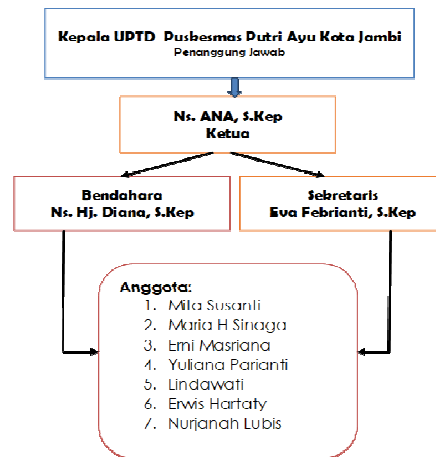 Kepala UPTD Puskesmas Putri Ayu Kota Jambi
Penanggung Jawab
Ns. ANA, S.Kep
Ketua
Bendahara
Ns. Hj. Diana, S.Kep
Sekretaris
Eva Febrianti, S.Kep
Anggota:
1. Mila Susanti
2. Maria H Sinaga
3. Erni Masriana
4. Yuliana Parianti
5. Lindawati
6. Erwis Hartaty
7. Nurjanah Lubis